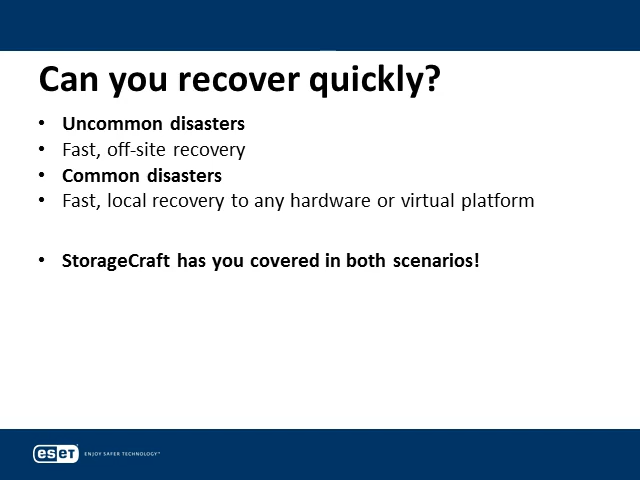 Can you recover quickly?
• Uncommon disasters
• Fast, off-site recovery
• Common disasters
• Fast, local recovery to any hardware or virtual platform
• StorageCraft has you covered in both scenarios!
eseT ENJOY SAFER TECHNOLOGY™